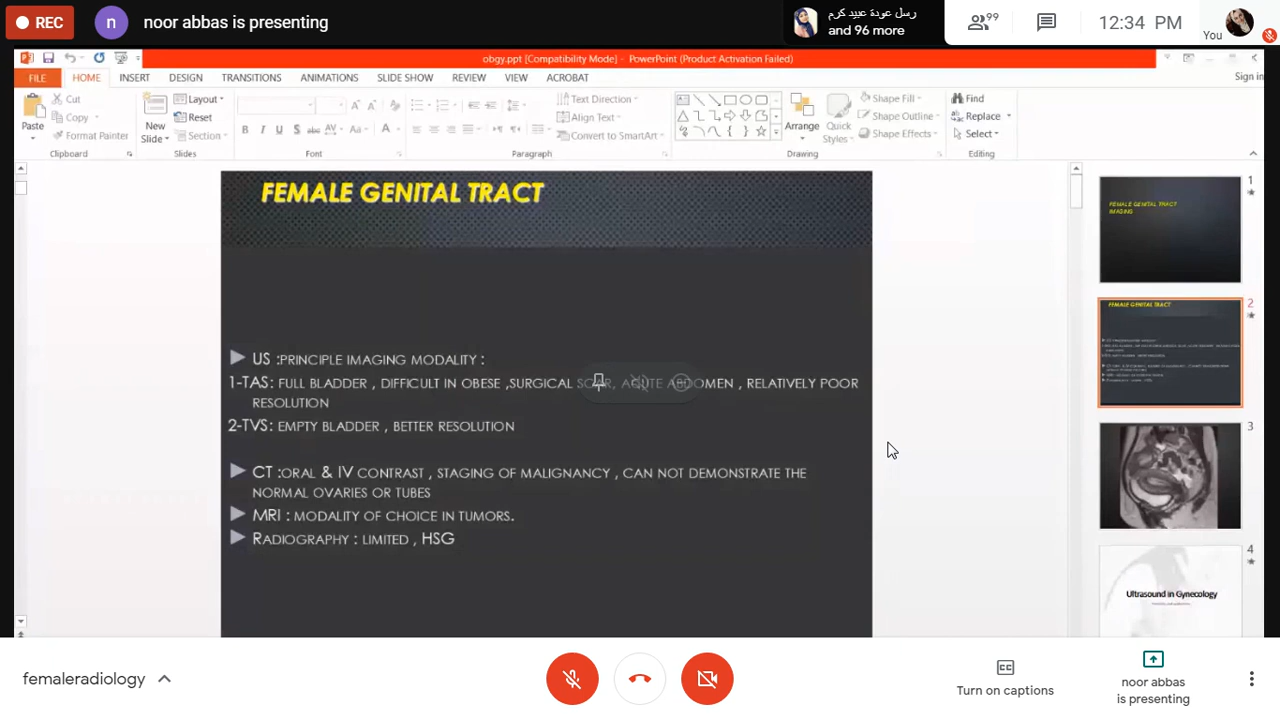 REC
n
noor abbas is presenting
رسل عودة عبيد كرم
and 96 more
99
12:34 PM
You
obgy.ppt [Compatibility Mode] - PowerPoint (Product Activation Failed)
FILE HOME INSERT DESIGN TRANSITIONS ANIMATIONS SLIDE SHOW REVIEW VIEW ACROBAT
Sign in
Paste
Cut
Copy
Format Painter
Clipboard
New
Slide
Layout
Reset
Section
Slides
Font
Text Direction
Align Text
Convert to SmartArt
Paragraph
Arrange
Quick
Styles
Shape Fill
Shape Outline
Shape Effects
Drawing
Find
Replace
Select
Editing
FEMALE GENITAL TRACT
US :PRINCIPLE IMAGING MODALITY :
1-TAS: FULL BLADDER , DIFFICULT IN OBESE ,SURGICAL SCAR, ACUTE ABDOMEN , RELATIVELY POOR
RESOLUTION
2-TVS: EMPTY BLADDER , BETTER RESOLUTION
CT :ORAL & IV CONTRAST , STAGING OF MALIGNANCY , CAN NOT DEMONSTRATE THE
NORMAL OVARIES OR TUBES
MRI : MODALITY OF CHOICE IN TUMORS.
RADIOGRAPHY : LIMITED , HSG
1
FEMALE GENITAL TRACT
IMAGING
2
FEMALE GENITAL TRACT
3
4
Ultrasound in Gynecology
femaleradiology
CC
Turn on captions
noor abbas
is presenting